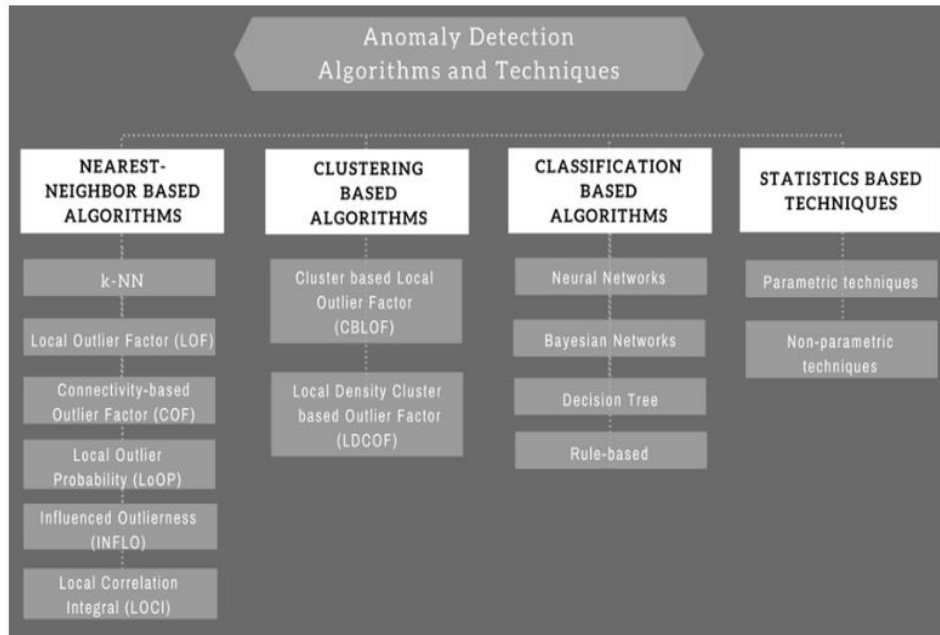 Anomaly Detection
Algorithms and Techniques
NEAREST-
NEIGHBOR BASED
ALGORITHMS
k-NN
Local Outlier Factor (LOF)
Connectivity-based
Outlier Factor (COF)
Local Outlier
Probability (LoOP)
Influenced Outlierness
(INFLO)
Local Correlation
Integral (LOCI)
CLUSTERING
BASED
ALGORITHMS
Cluster based Local
Outlier Factor
(CBLOF)
Local Density Cluster
based Outlier Factor
(LDCOF)
CLASSIFICATION
BASED
ALGORITHMS
Neural Networks
Bayesian Networks
Decision Tree
Rule-based
STATISTICS BASED
TECHNIQUES
Parametric techniques
Non-parametric
techniques